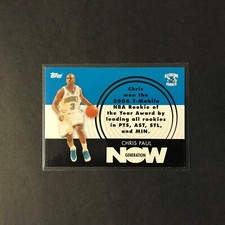 Topps
Chris
won the
2006 T-Mobile
NBA Rookie of
the Year Award by
leading all rookies
in PTS, AST, STL,
and MIN.
3
CHRIS PAUL
GENERATION
NOW